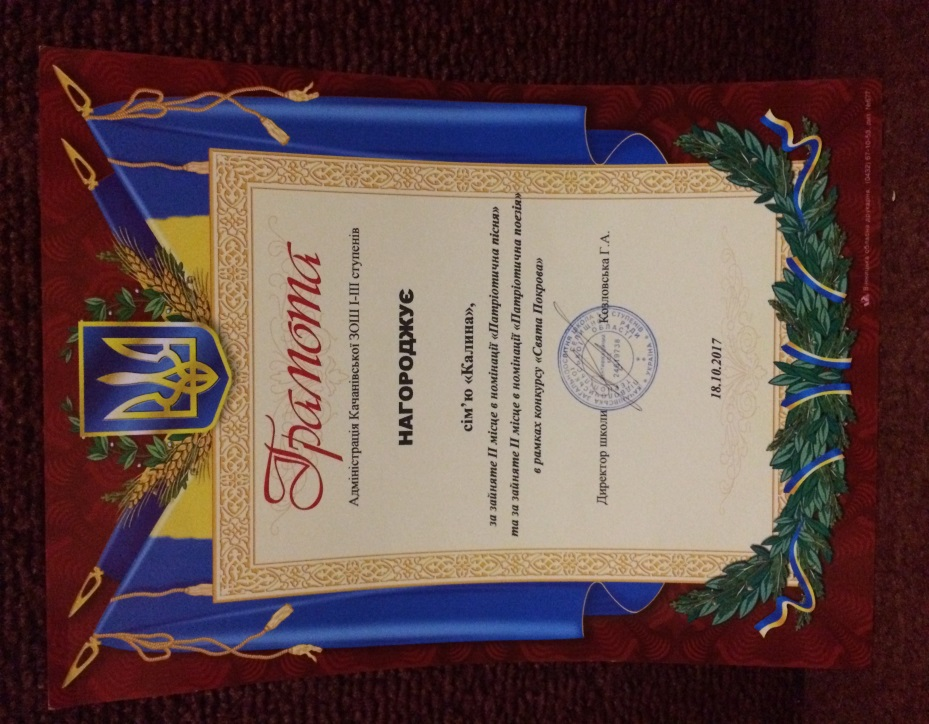 Грамота
Адміністрація Качанівської ЗОШ І-ІІІ ступенів
НАГОРОДЖУЄ
сім’ю «Калина»,
за зайняте ІІ місце в номінації «Патріотична пісня»
та за зайняте ІІ місце в номінації «Патріотична поезія»
в рамках конкурсу «Свята Покрова»
Директор школи Козловська Г.А.
18.10.2017